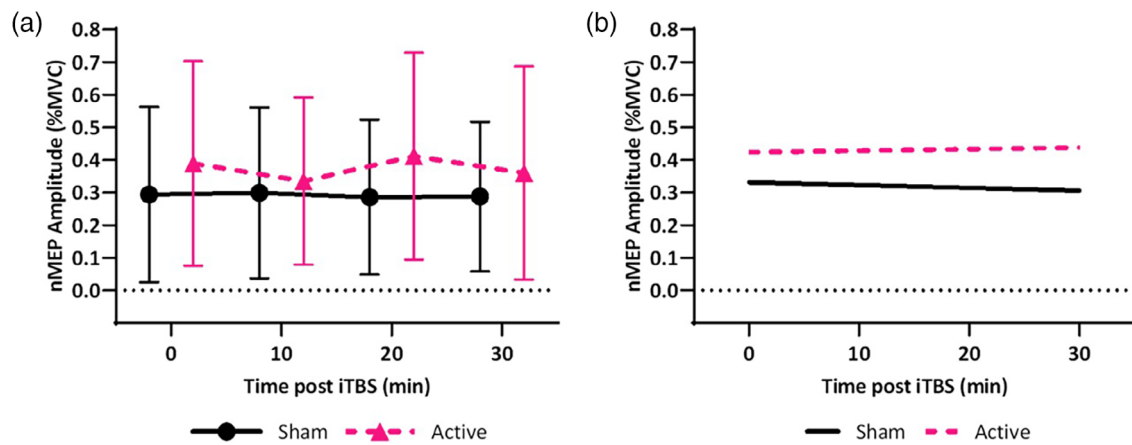 (a)
nMEP Amplitude (%MVC)
0.8
0.7
0.6
0.5
0.4
0.3
0.2
0.1
0.0
0 10 20 30
Time post iTBS (min)
Sham Active
(b)
nMEP Amplitude (%MVC)
0.8
0.7
0.6
0.5
0.4
0.3
0.2
0.1
0.0
0 10 20 30
Time post iTBS (min)
Sham Active